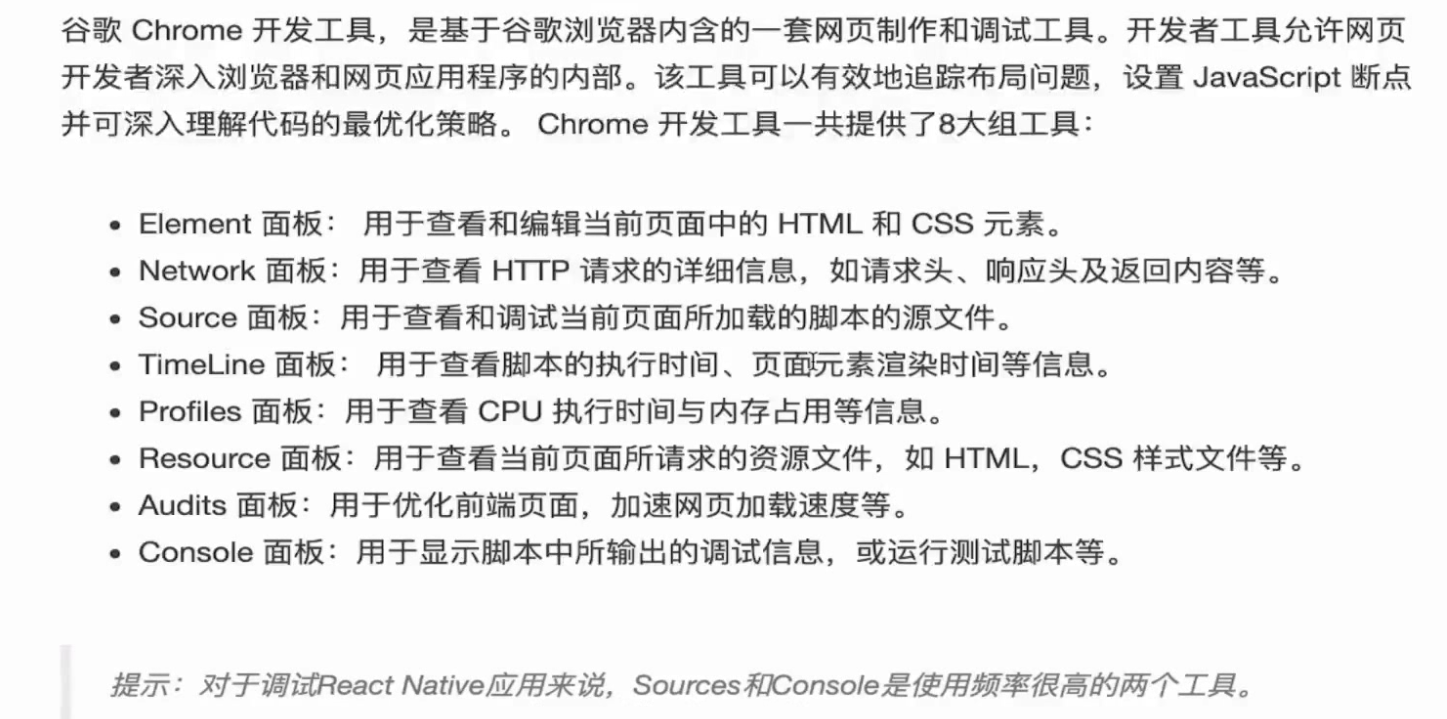 谷歌 Chrome 开发工具，是基于谷歌浏览器内含的一套网页制作和调试工具。开发者工具允许网页
开发者深入浏览器和网页应用程序的内部。该工具可以有效地追踪布局问题，设置 JavaScript 断点
并可深入理解代码的最优化策略。 Chrome 开发工具一共提供了8大组工具：
• Element 面板： 用于查看和编辑当前页面中的 HTML 和 CSS 元素。
• Network 面板：用于查看 HTTP 请求的详细信息，如请求头、响应头及返回内容等。
• Source 面板：用于查看和调试当前页面所加载的脚本的源文件。
• TimeLine 面板： 用于查看脚本的执行时间、页面元素渲染时间等信息。
• Profiles 面板：用于查看 CPU 执行时间与内存占用等信息。
• Resource 面板：用于查看当前页面所请求的资源文件，如 HTML，CSS 样式文件等。
• Audits 面板：用于优化前端页面，加速网页加载速度等。
• Console 面板：用于显示脚本中所输出的调试信息，或运行测试脚本等。
提示：对于调试React Native应用来说，Sources和Console是使用频率很高的两个工具。